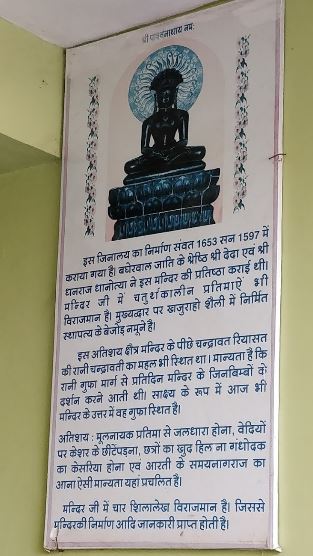 श्री पार्श्वनाथाय नमः
इस जिनालय का निर्माण संवत 1653 सन 1597 में
कराया गया है। बघेरवाल जाति के श्रेष्ठि श्री वेदा एवं श्री
धनराज धानोत्या ने इस मन्दिर की प्रतिष्ठा कराई थी।
मन्दिर जी में चतुर्थकालीन प्रतिमाऐं भी
विराजमान है। मुख्यद्वार पर खजुराहो शैली में निर्मित
स्थापत्य के बेजोड़ नमूने है।
इस अतिशय क्षेत्र मन्दिर के पीछे चन्द्रावत रियासत
की रानी चन्द्रावती का महल भी स्थित था। मान्यता है कि
रानी गुफा मार्ग से प्रतिदिन मन्दिर के जिनबिम्बों के
दर्शन करने आती थी। साक्ष्य के रूप में आज भी
मन्दिर के उत्तर में वह गुफा स्थित है।
अतिशय : मूलनायक प्रतिमा से जलधारा होना, वेदियों
पर केशर के छीटेंपड़ना, छत्रों का खुद हिल ना गंधोदक
का केसरिया होना एवं आरती के समयनागराज का
आना ऐसी मान्यता यहा प्रचलित है।
मन्दिर जी में चार शिलालेख विराजमान है। जिससे
मन्दिरकी निर्माण आदि जानकारी प्राप्त होती है।